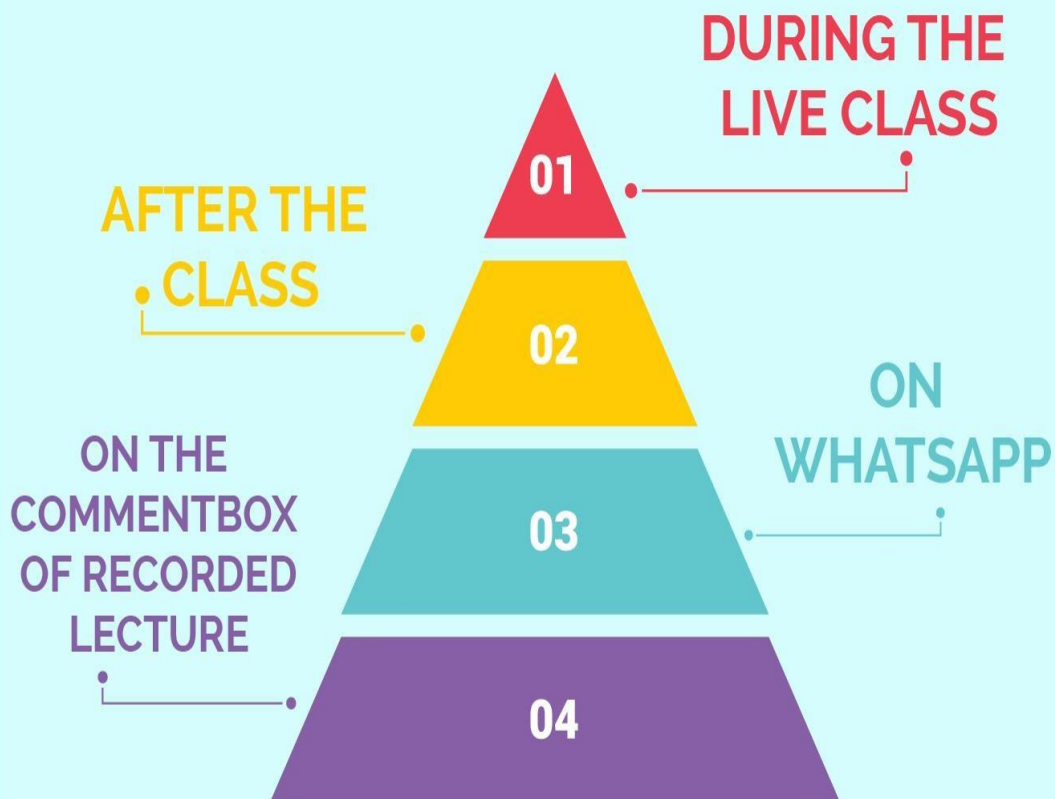 DURING THE
LIVE CLASS
01
AFTER THE
CLASS
02
ON
WHATSAPP
03
ON THE
COMMENTBOX
OF RECORDED
LECTURE
04